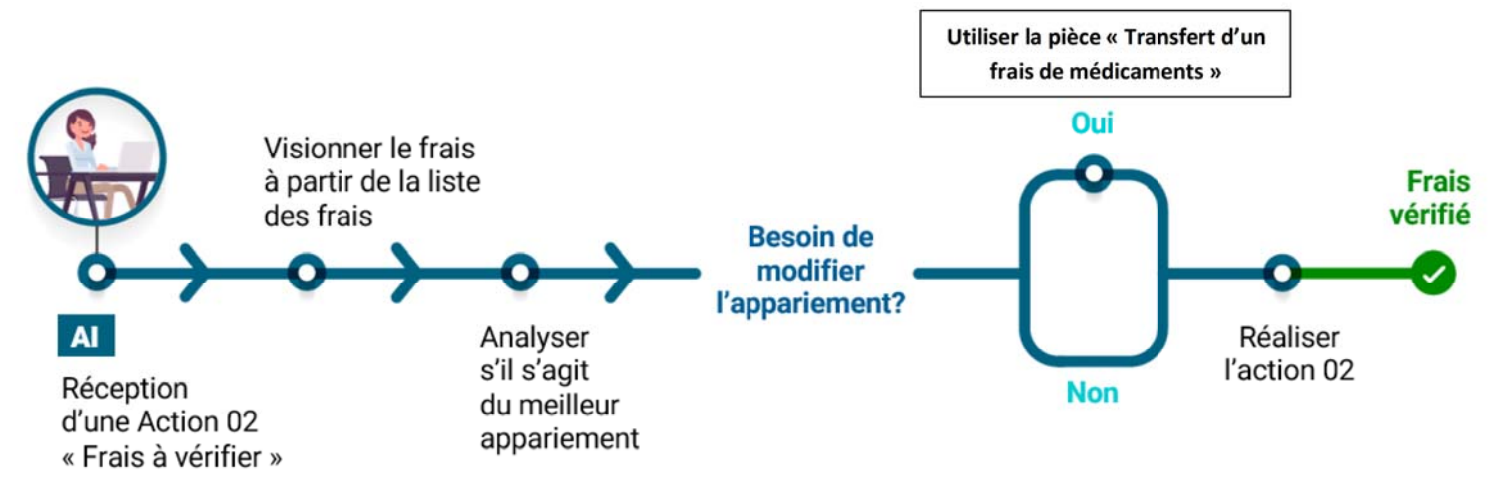 Utiliser la pièce « Transfert d’un
frais de médicaments »
Oui
Visionner le frais
à partir de la liste
des frais
Frais
vérifié
Besoin de
modifier
l’appariement?
AI
Réception
d’une Action 02
« Frais à vérifier »
Analyser
s’il s’agit
du meilleur
appariement
Réaliser
l’action 02
Non